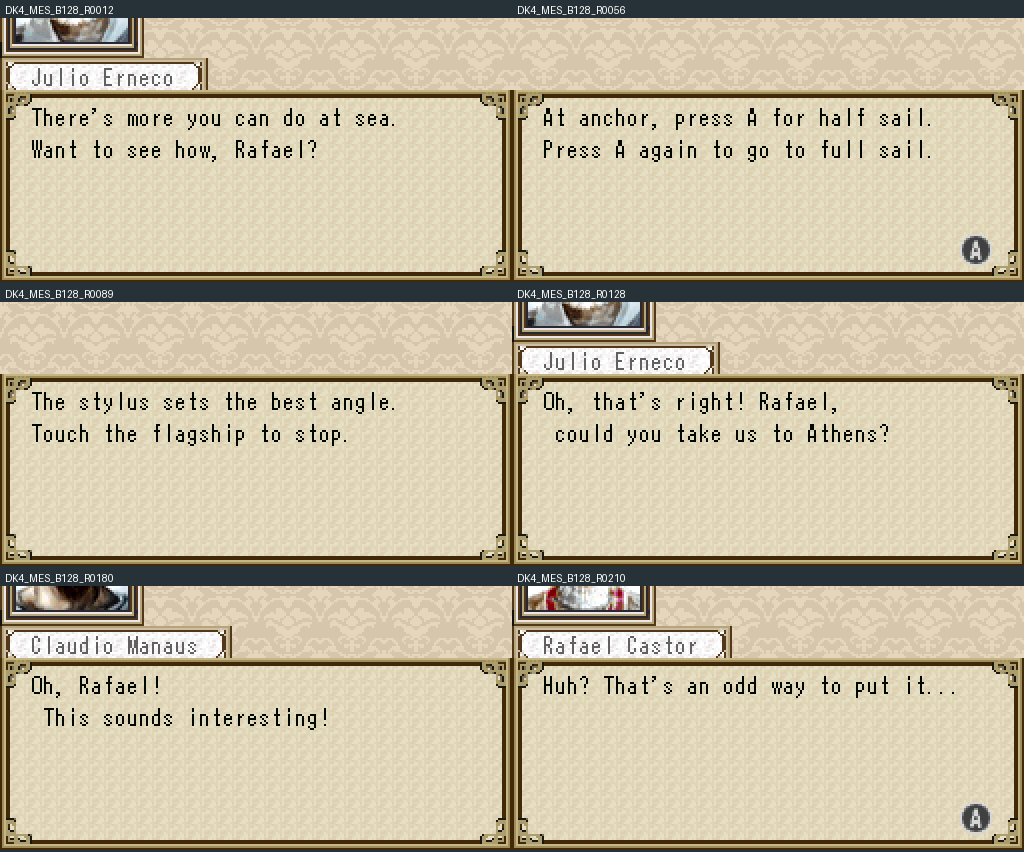 DK4_MES_B128_R0012
Julio Erneco
There's more you can do at sea.
Want to see how, Rafael?
DK4_MES_B128_R0056
At anchor, press A for half sail.
Press A again to go to full sail.
A
DK4_MES_B128_R0089
The stylus sets the best angle.
Touch the flagship to stop.
DK4_MES_B128_R0128
Julio Erneco
Oh, that's right! Rafael,
could you take us to Athens?
DK4_MES_B128_R0180
Claudio Manaus
Oh, Rafael!
This sounds interesting!
DK4_MES_B128_R0210
Rafael Castor
Huh? That's an odd way to put it...
A